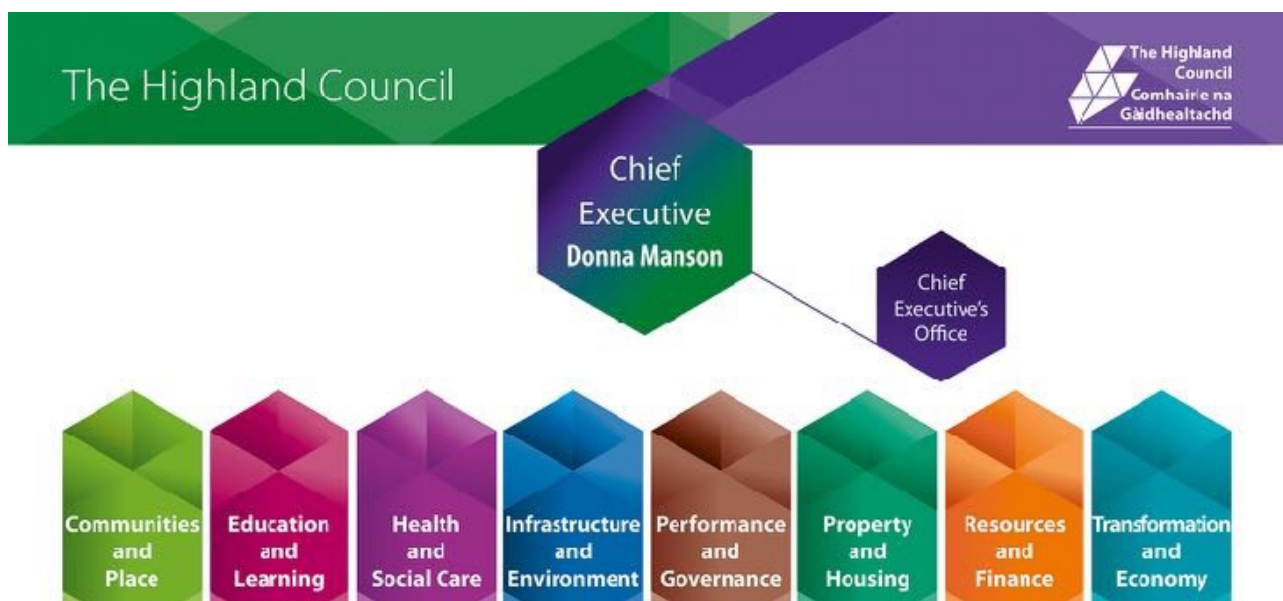 The Highland Council
The Highland
Council
Comhairle na
Gàidhealtachd
Chief
Executive
Donna Manson
Chief
Executive's
Office
Communities
and
Place
Education
and
Learning
Health
and
Social Care
Infrastructure
and
Environment
Performance
and
Governance
Property
and
Housing
Resources
and
Finance
Transformation
and
Economy